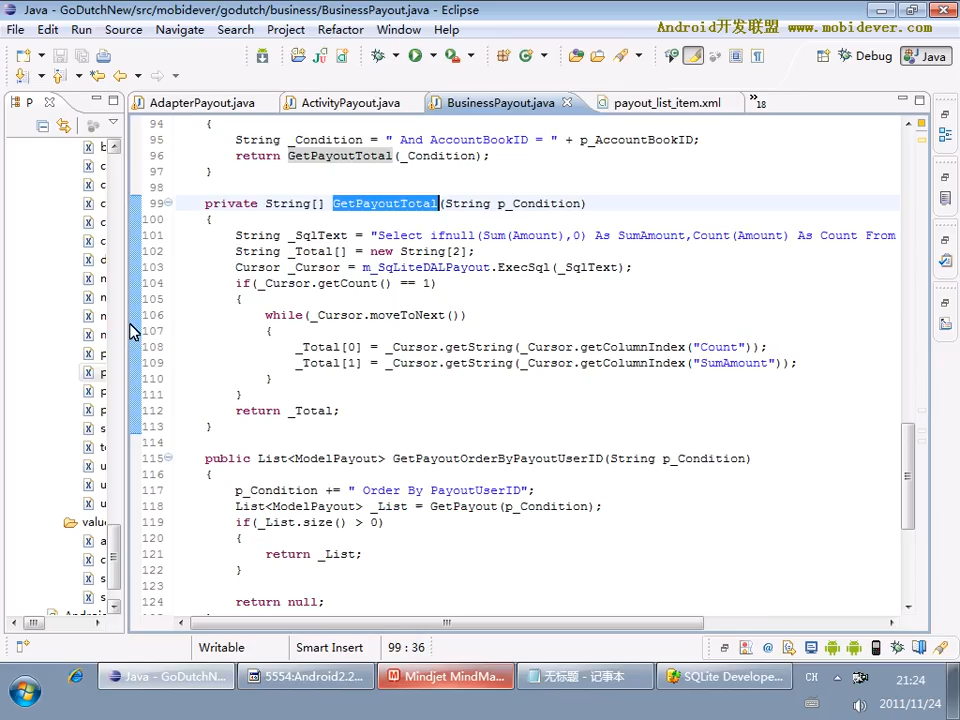 Java - GoDutchNew/src/mobidever/godutch/business/BusinessPayout.java - Eclipse
Android开发联盟 www.mobidever.com
File Edit Run Source Navigate Search Project Refactor Window Help
Debug Java
P
AdapterPayout.java ActivityPayout.java BusinessPayout.java payout_list_item.xml »18
94 {
95 String _Condition = " And AccountBookID = " + p_AccountBookID;
96 return GetPayoutTotal(_Condition);
97 }
98
99 private String[] GetPayoutTotal(String p_Condition)
100 {
101 String _SqlText = "Select ifnull(Sum(Amount),0) As SumAmount,Count(Amount) As Count From
102 String _Total[] = new String[2];
103 Cursor _Cursor = m_SqLiteDALPayout.ExecSql(_SqlText);
104 if(_Cursor.getCount() == 1)
105 {
106 while(_Cursor.moveToNext())
107 {
108 _Total[0] = _Cursor.getString(_Cursor.getColumnIndex("Count"));
109 _Total[1] = _Cursor.getString(_Cursor.getColumnIndex("SumAmount"));
110 }
111 }
112 return _Total;
113 }
114
115 public List<ModelPayout> GetPayoutOrderByPayoutUserID(String p_Condition)
116 {
117 p_Condition += " Order By PayoutUserID";
118 List<ModelPayout> _List = GetPayout(p_Condition);
119 if(_List.size() > 0)
120 {
121 return _List;
122 }
123
124 return null;
valu
Writable Smart Insert 99 : 36
Java - GoDutchN... 5554:Android2.2... Mindjet MindMa... 无标题 - 记事本 SQLite Develope... CH 21:24
2011/11/24